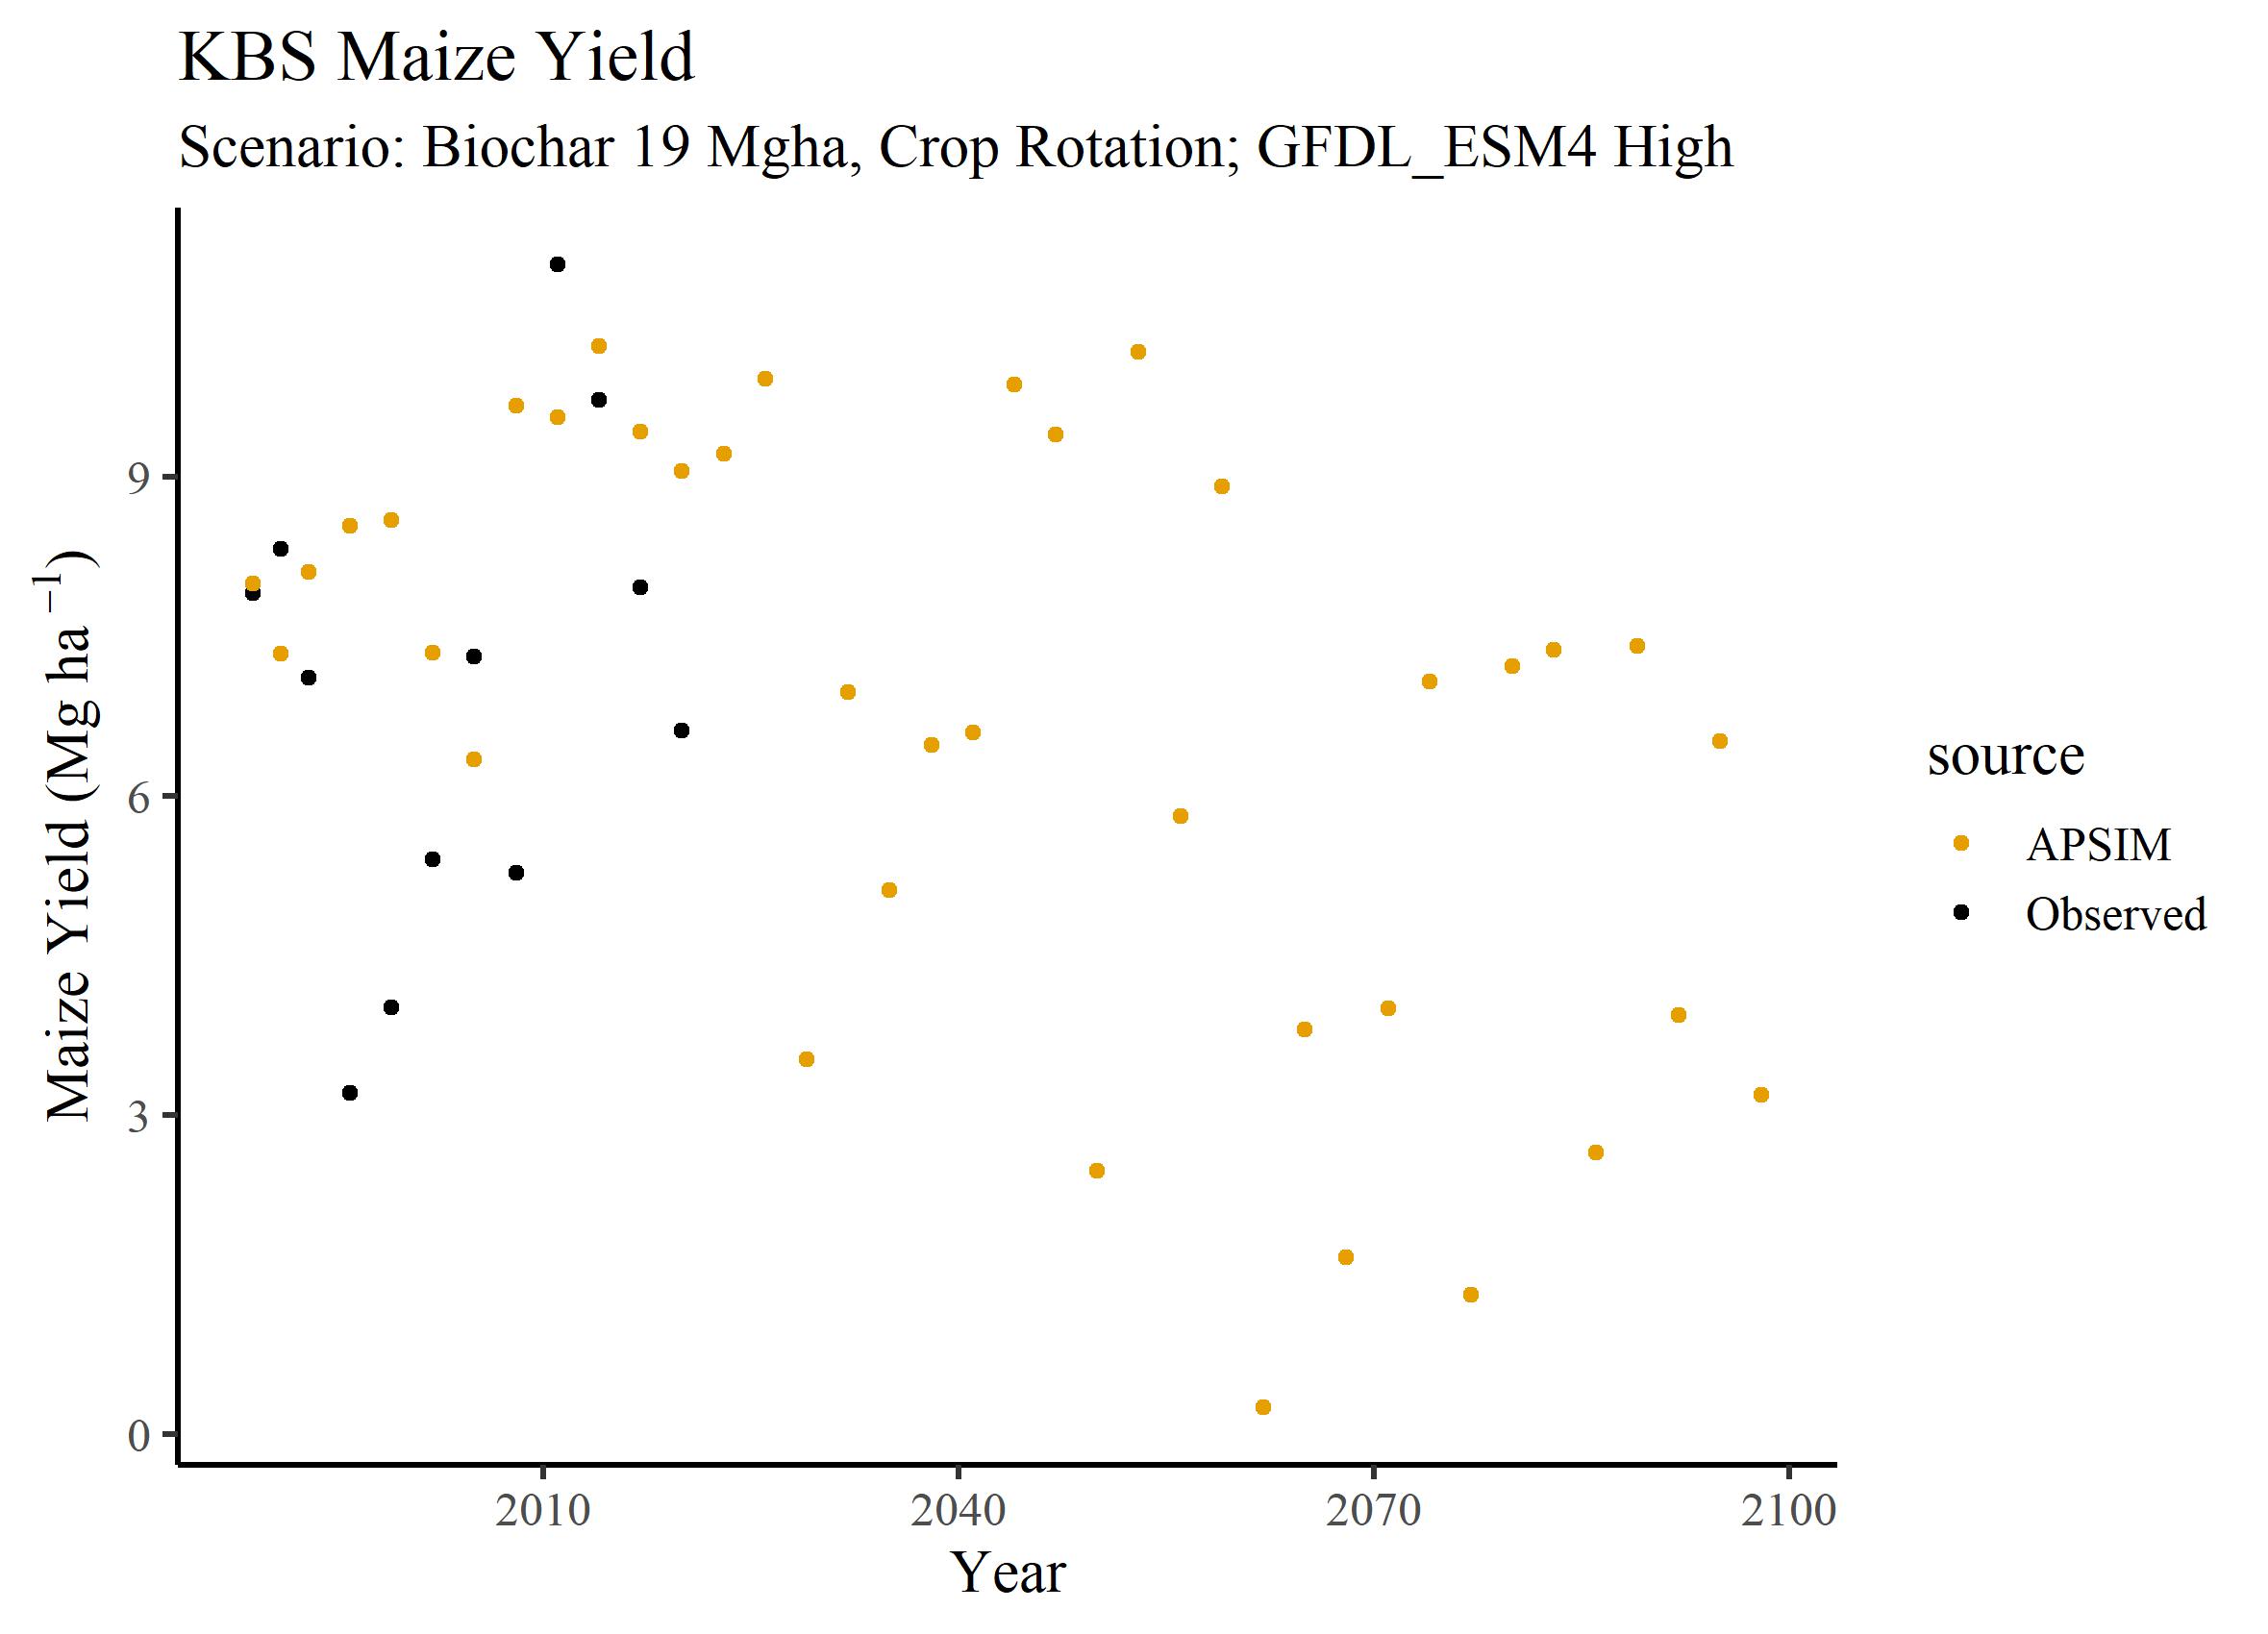 KBS Maize Yield
Scenario: Biochar 19 Mgha, Crop Rotation; GFDL_ESM4 High
Maize Yield (Mg ha −1)
9
6
3
0
2010 2040 2070 2100
Year
source
APSIM
Observed